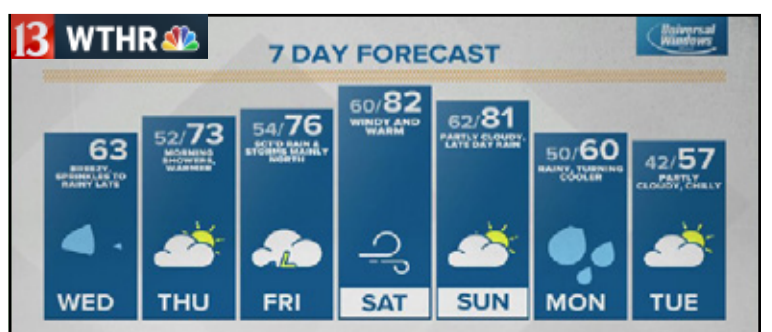 13 WTHR
7 DAY FORECAST
Universal
Windows
63
BREEZY,
SPRINKLES TO
RAINY LATE
WED
52/73
MORNING
SHOWERS,
WARMER
THU
54/76
SCT'D RAIN &
STORMS MAINLY
NORTH
FRI
60/82
WINDY AND
WARM
SAT
62/81
PARTLY CLOUDY,
LATE DAY RAIN
SUN
50/60
RAINY, TURNING
COOLER
MON
42/57
PARTLY
CLOUDY, CHILLY
TUE